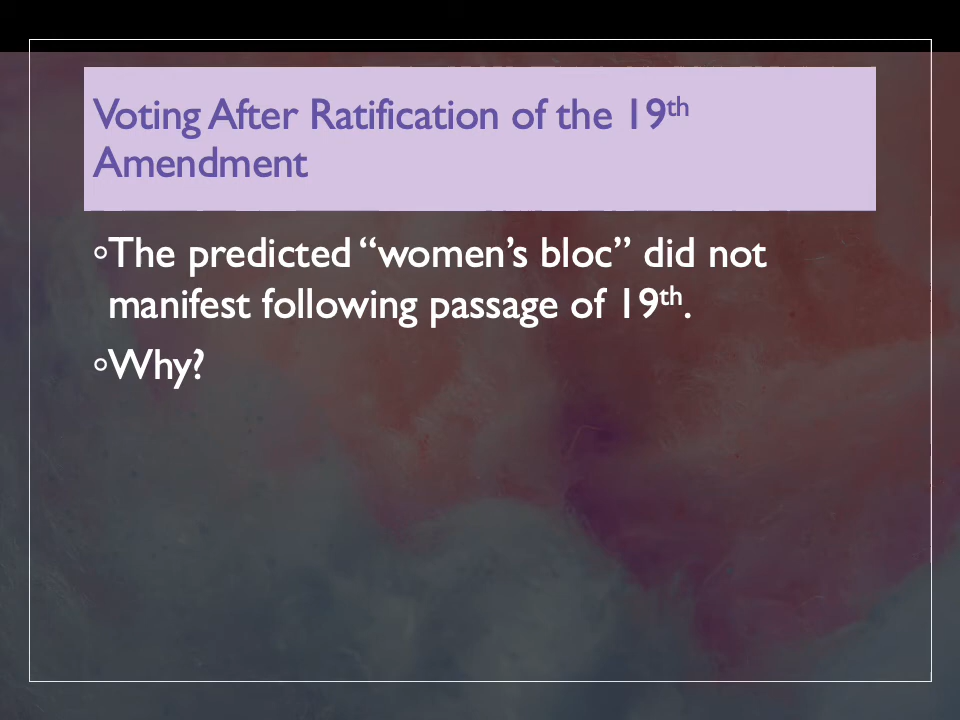 Voting After Ratification of the 19th
Amendment
◦The predicted “women’s bloc” did not
manifest following passage of 19th.
◦Why?